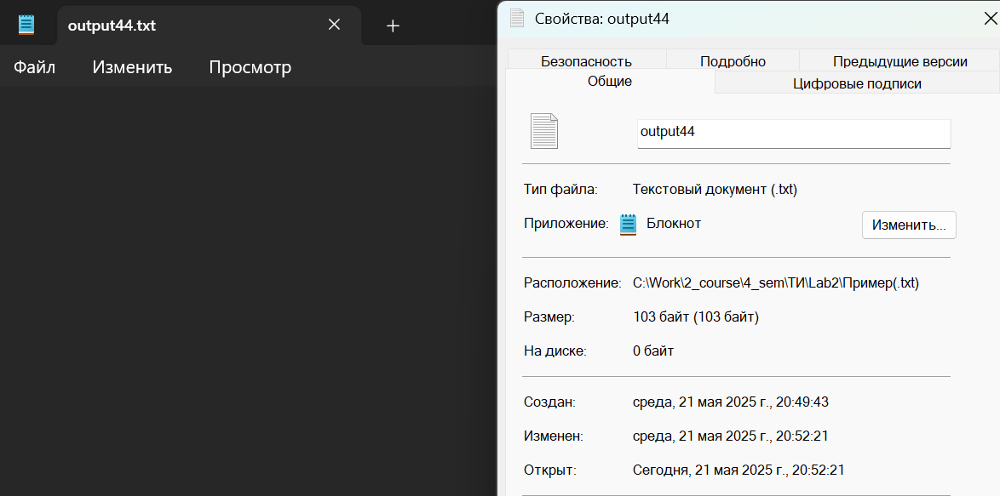 output44.txt
Файл Изменить Просмотр
Свойства: output44
Безопасность Подробно Предыдущие версии
Общие Цифровые подписи
output44
Тип файла: Текстовый документ (.txt)
Приложение: Блокнот Изменить...
Расположение: C:\Work\2_course\4_sem\ТИ\Lab2\Пример(.txt)
Размер: 103 байт (103 байт)
На диске: 0 байт
Создан: среда, 21 мая 2025 г., 20:49:43
Изменен: среда, 21 мая 2025 г., 20:52:21
Открыт: Сегодня, 21 мая 2025 г., 20:52:21